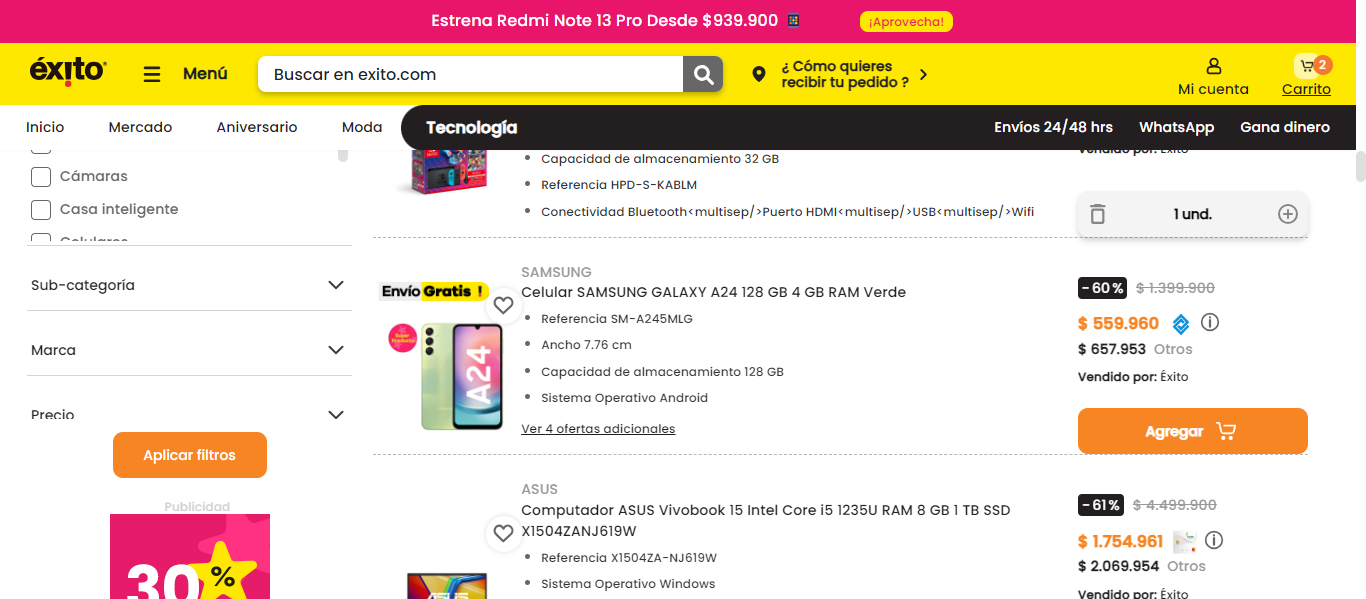 Estrena Redmi Note 13 Pro Desde $939.900
¡Aprovecha!
éxito
Menú
Buscar en exito.com
¿ Cómo quieres
recibir tu pedido ?
Mi cuenta
2
Carrito
Inicio
Mercado
Aniversario
Moda
Tecnología
Envíos 24/48 hrs
WhatsApp
Gana dinero
Cámaras
Casa inteligente
Celulares
Sub-categoría
Marca
Precio
Aplicar filtros
Publicidad
30%
Capacidad de almacenamiento 32 GB
Referencia HPD-S-KABLM
Conectividad Bluetooth<multisep/>Puerto HDMI<multisep/>USB<multisep/>Wifi
Vendido por: Éxito
1 und.
Envío Gratis !
Súper Producto
A24
SAMSUNG
Celular SAMSUNG GALAXY A24 128 GB 4 GB RAM Verde
Referencia SM-A245MLG
Ancho 7.76 cm
Capacidad de almacenamiento 128 GB
Sistema Operativo Android
Ver 4 ofertas adicionales
- 60 %
$ 1.399.900
$ 559.960
$ 657.953 Otros
Vendido por: Éxito
Agregar
ASUS
Computador ASUS Vivobook 15 Intel Core i5 1235U RAM 8 GB 1 TB SSD
X1504ZANJ619W
Referencia X1504ZA-NJ619W
Sistema Operativo Windows
- 61 %
$ 4.499.900
$ 1.754.961
$ 2.069.954 Otros
Vendido por: Éxito